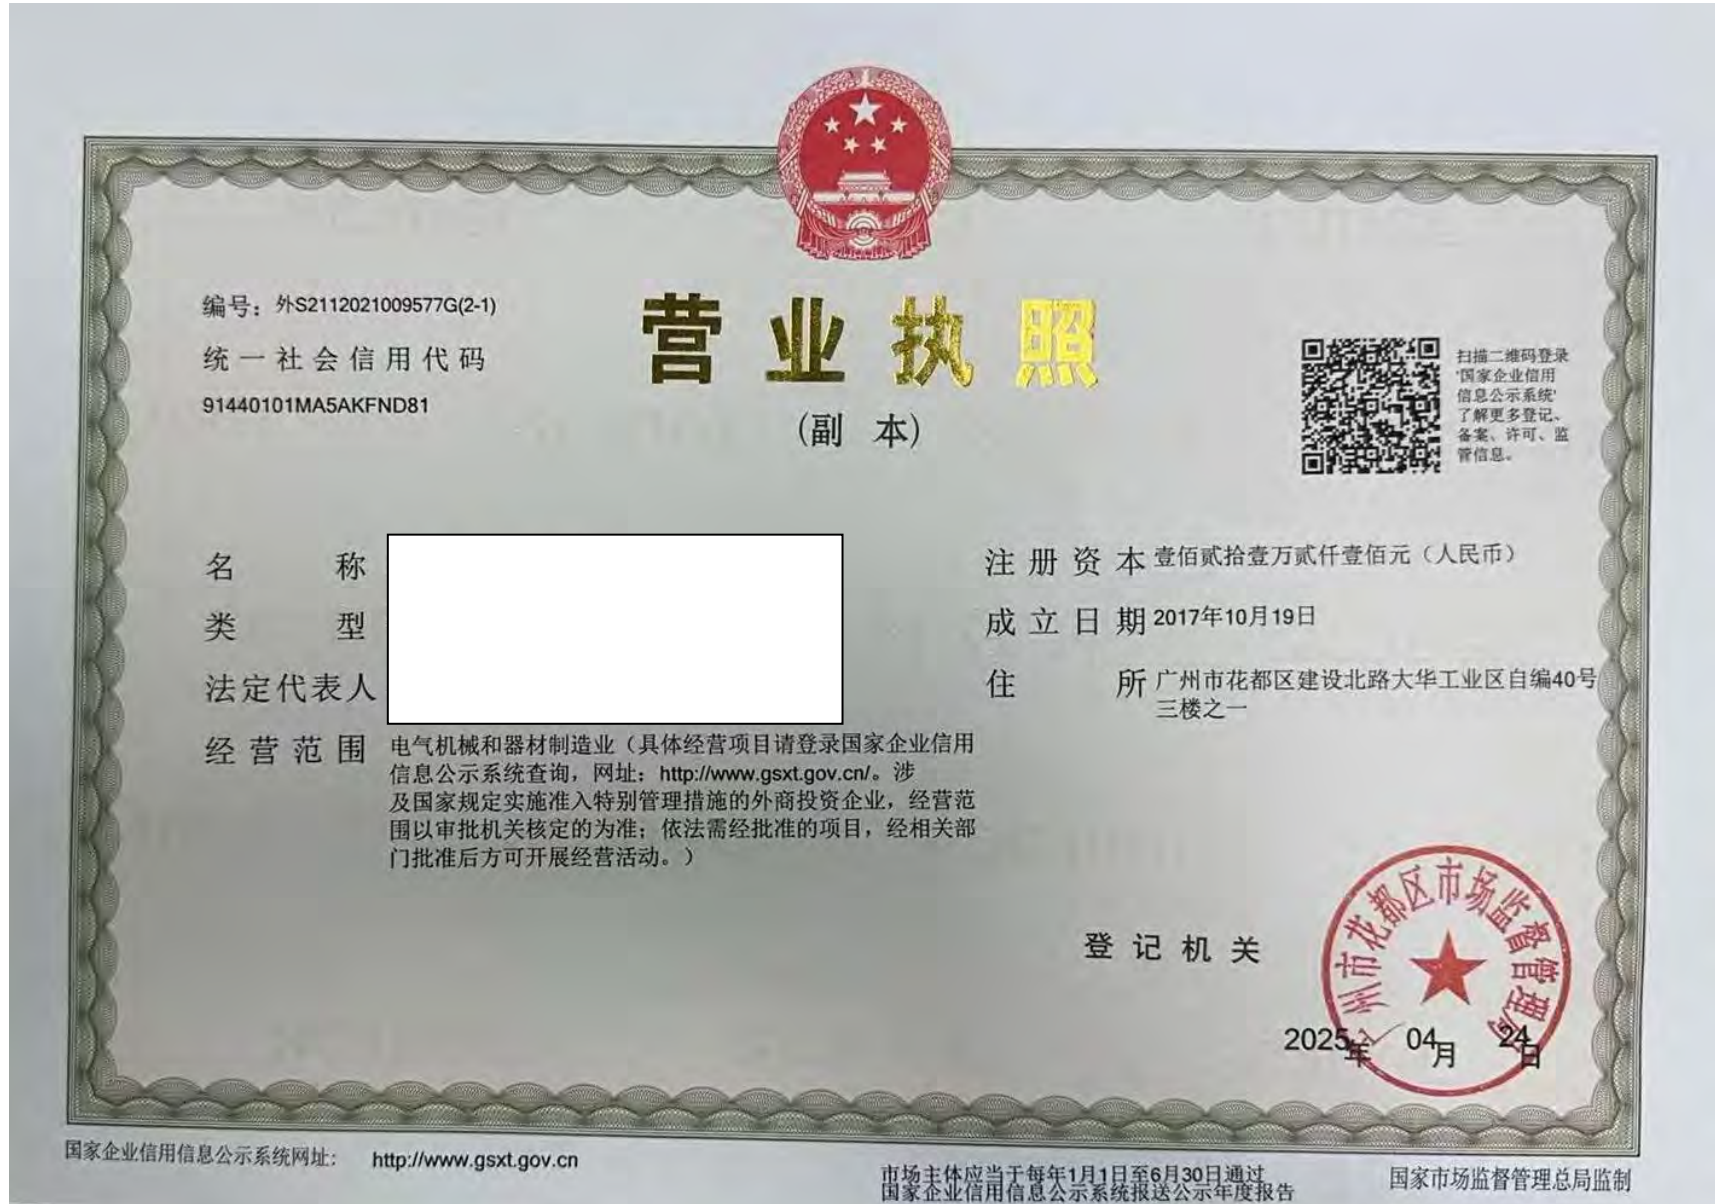 编号：外S2112021009577G(2-1)
统一社会信用代码
91440101MA5AKFND81
营业执照
(副 本)
扫描二维码登录
'国家企业信用
信息公示系统'
了解更多登记、
备案、许可、监
管信息。
名 称
类 型
法定代表人
经营范围 电气机械和器材制造业（具体经营项目请登录国家企业信用
信息公示系统查询，网址：http://www.gsxt.gov.cn/。涉
及国家规定实施准入特别管理措施的外商投资企业，经营范
围以审批机关核定的为准；依法需经批准的项目，经相关部
门批准后方可开展经营活动。）
注册资本 壹佰贰拾壹万贰仟壹佰元（人民币）
成立日期 2017年10月19日
住 所 广州市花都区建设北路大华工业区自编40号
三楼之一
登记机关
广州市花都区市场监督管理局
2025年 04月 24日
国家企业信用信息公示系统网址： http://www.gsxt.gov.cn
市场主体应当于每年1月1日至6月30日通过
国家企业信用信息公示系统报送公示年度报告
国家市场监督管理总局监制